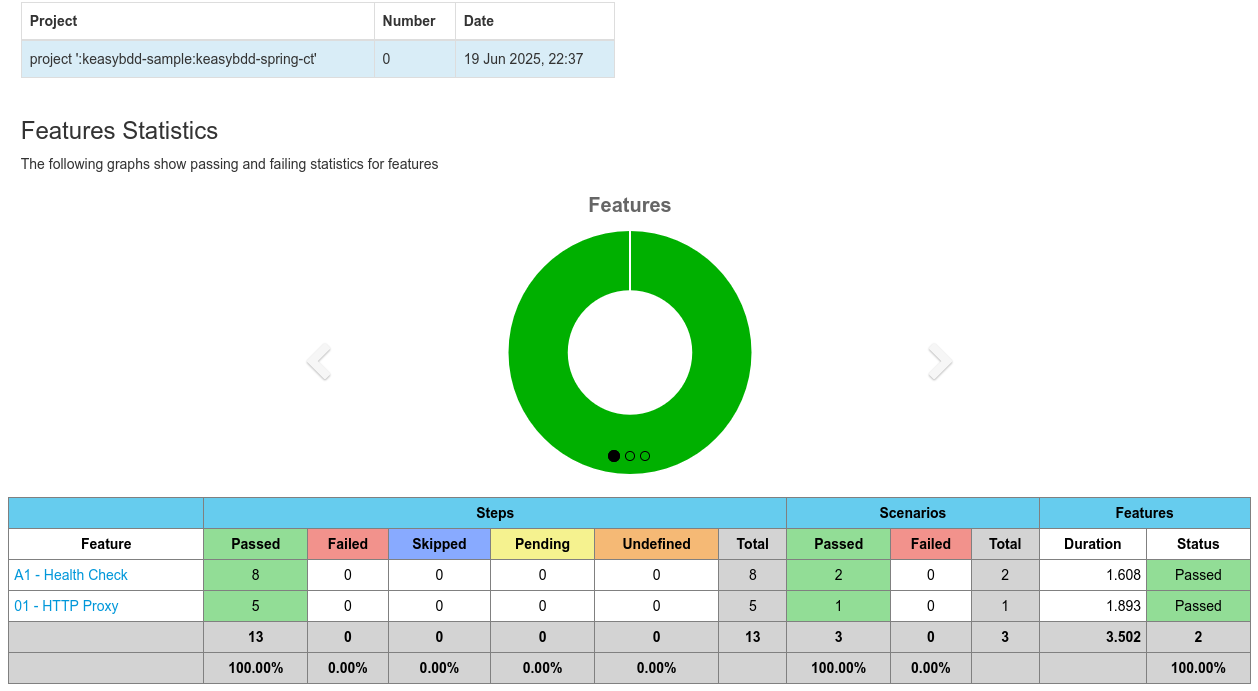 Project Number Date
project ':keasybdd-sample:keasybdd-spring-ct' 0 19 Jun 2025, 22:37
Features Statistics
The following graphs show passing and failing statistics for features
Features
Steps Scenarios Features
Feature Passed Failed Skipped Pending Undefined Total Passed Failed Total Duration Status
A1 - Health Check 8 0 0 0 0 8 2 0 2 1.608 Passed
01 - HTTP Proxy 5 0 0 0 0 5 1 0 1 1.893 Passed
13 0 0 0 0 13 3 0 3 3.502 2
100.00% 0.00% 0.00% 0.00% 0.00% 100.00% 0.00% 100.00%